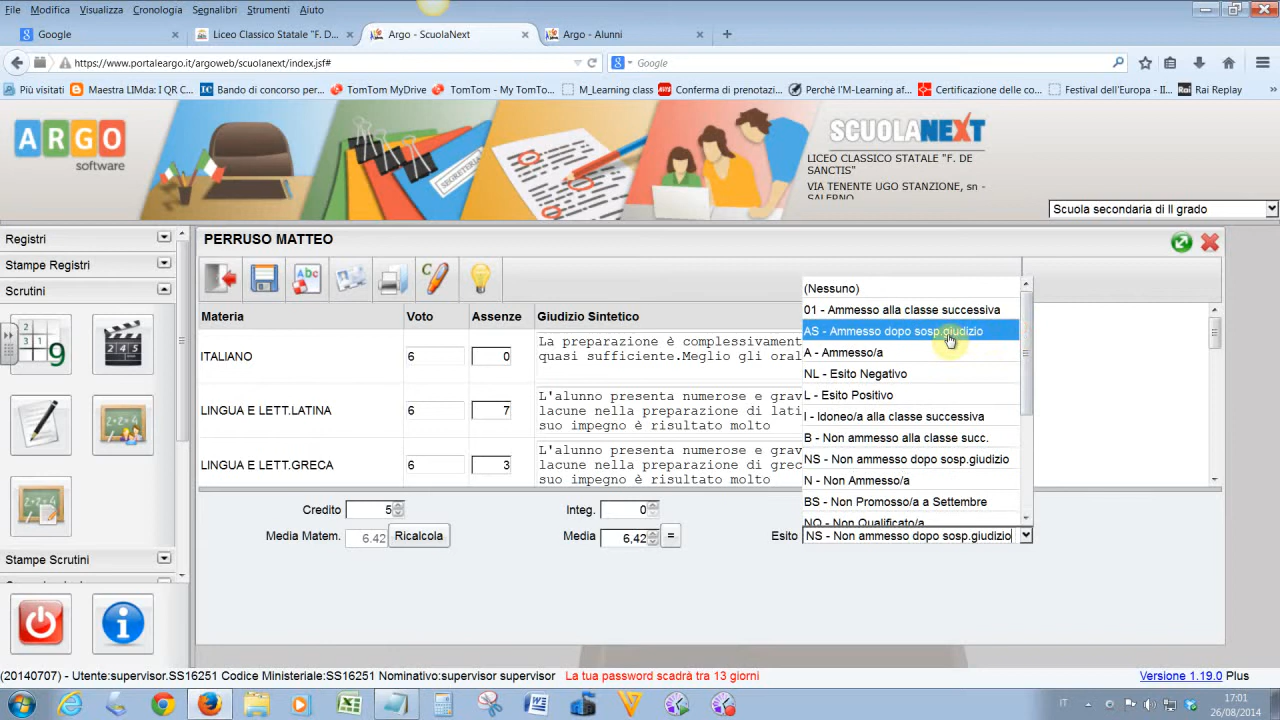 File Modifica Visualizza Cronologia Segnalibri Strumenti Aiuto
Google
Liceo Classico Statale "F. D...
Argo - ScuolaNext
Argo - Alunni
https://www.portaleargo.it/argoweb/scuolanext/index.jsf#
Google
Più visitati
Maestra LIMda: I QR C...
Bando di concorso per...
TomTom MyDrive
TomTom - My TomTo...
M_Learning class
Conferma di prenotazi...
Perchè l'M-Learning af...
Certificazione delle co...
Festival dell'Europa - II...
Rai Replay
ARGO
software
SEGRETERIA
SCUOLANEXT
LICEO CLASSICO STATALE "F. DE
SANCTIS"
VIA TENENTE UGO STANZIONE, sn -
SALERNO
Scuola secondaria di II grado
Registri
Stampe Registri
Scrutini
Stampe Scrutini
PERRUSO MATTEO
Materia Voto Assenze Giudizio Sintetico
ITALIANO 6 0
La preparazione è complessivament
quasi sufficiente.Meglio gli oral
LINGUA E LETT.LATINA 6 7
L'alunno presenta numerose e grav
lacune nella preparazione di lati
suo impegno è risultato molto
LINGUA E LETT.GRECA 6 3
L'alunno presenta numerose e grav
lacune nella preparazione di grec
suo impegno è risultato molto
(Nessuno)
01 - Ammesso alla classe successiva
AS - Ammesso dopo sosp.giudizio
A - Ammesso/a
NL - Esito Negativo
L - Esito Positivo
I - Idoneo/a alla classe successiva
B - Non ammesso alla classe succ.
NS - Non ammesso dopo sosp.giudizio
N - Non Ammesso/a
BS - Non Promosso/a a Settembre
NQ - Non Qualificato/a
Credito 5 Integ. 0
Media Matem. 6.42 Ricalcola Media 6,42 = Esito NS - Non ammesso dopo sosp.giudizio
(20140707) - Utente:supervisor.SS16251 Codice Ministeriale:SS16251 Nominativo:supervisor supervisor La tua password scadrà tra 13 giorni Versione 1.19.0 Plus
IT
17:01
26/08/2014